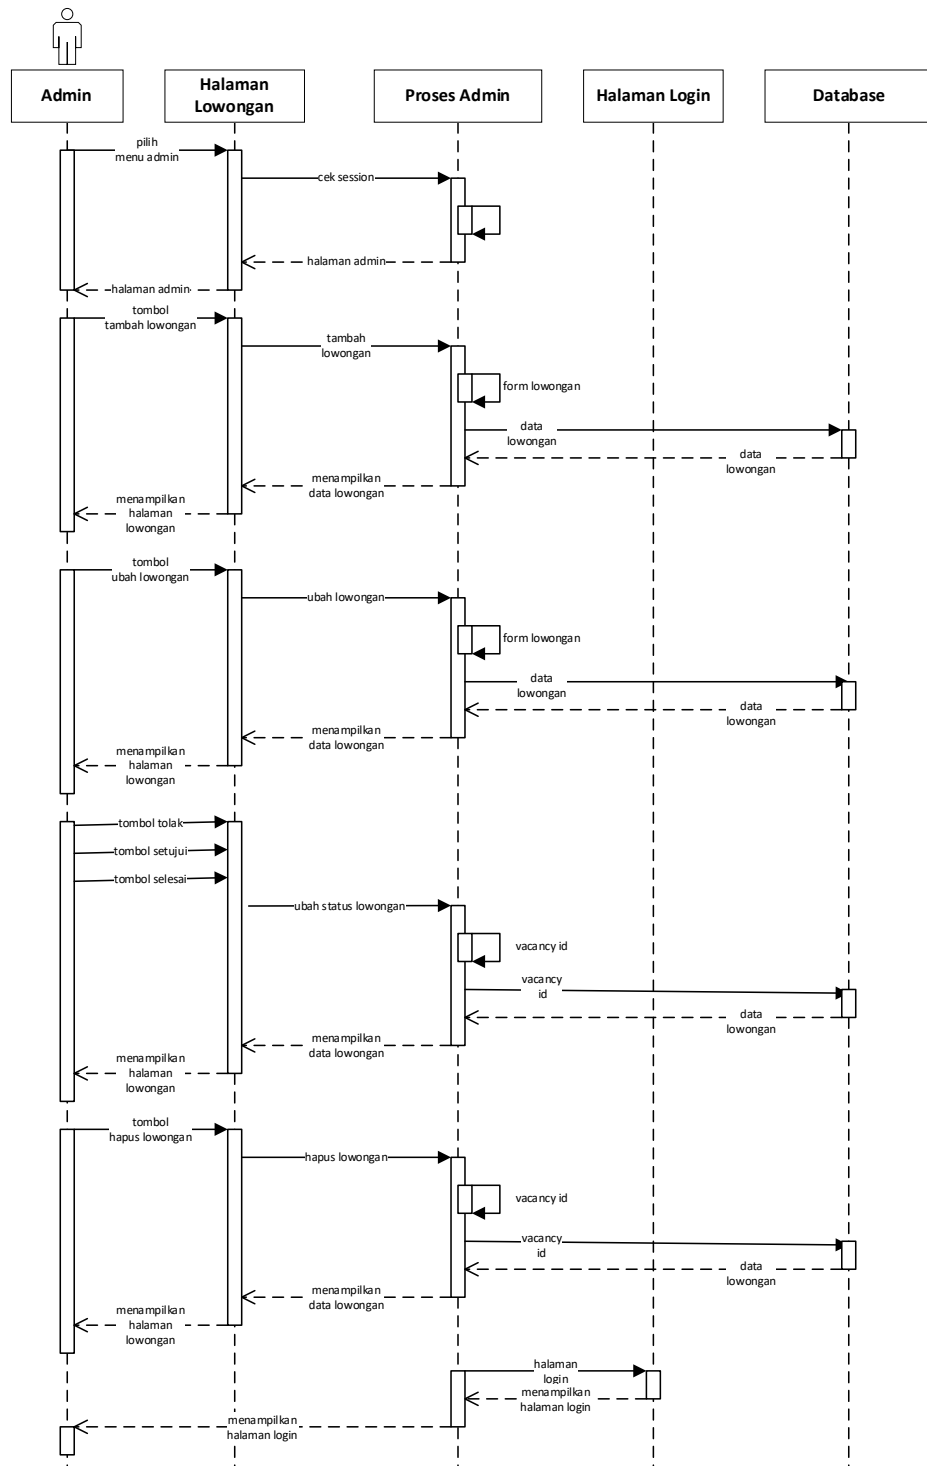 Admin
Halaman
Lowongan
Proses Admin
Halaman Login
Database
pilih
menu admin
cek session
halaman admin
halaman admin
tombol
tambah lowongan
tambah
lowongan
form lowongan
data
lowongan
data
lowongan
menampilkan
data lowongan
menampilkan
halaman
lowongan
tombol
ubah lowongan
ubah lowongan
form lowongan
data
lowongan
data
lowongan
menampilkan
data lowongan
menampilkan
halaman
lowongan
tombol tolak
tombol setujui
tombol selesai
ubah status lowongan
vacancy id
vacancy
id
data
lowongan
menampilkan
data lowongan
menampilkan
halaman
lowongan
tombol
hapus lowongan
hapus lowongan
vacancy id
vacancy
id
data
lowongan
menampilkan
data lowongan
menampilkan
halaman
lowongan
halaman
login
menampilkan
halaman login
menampilkan
halaman login